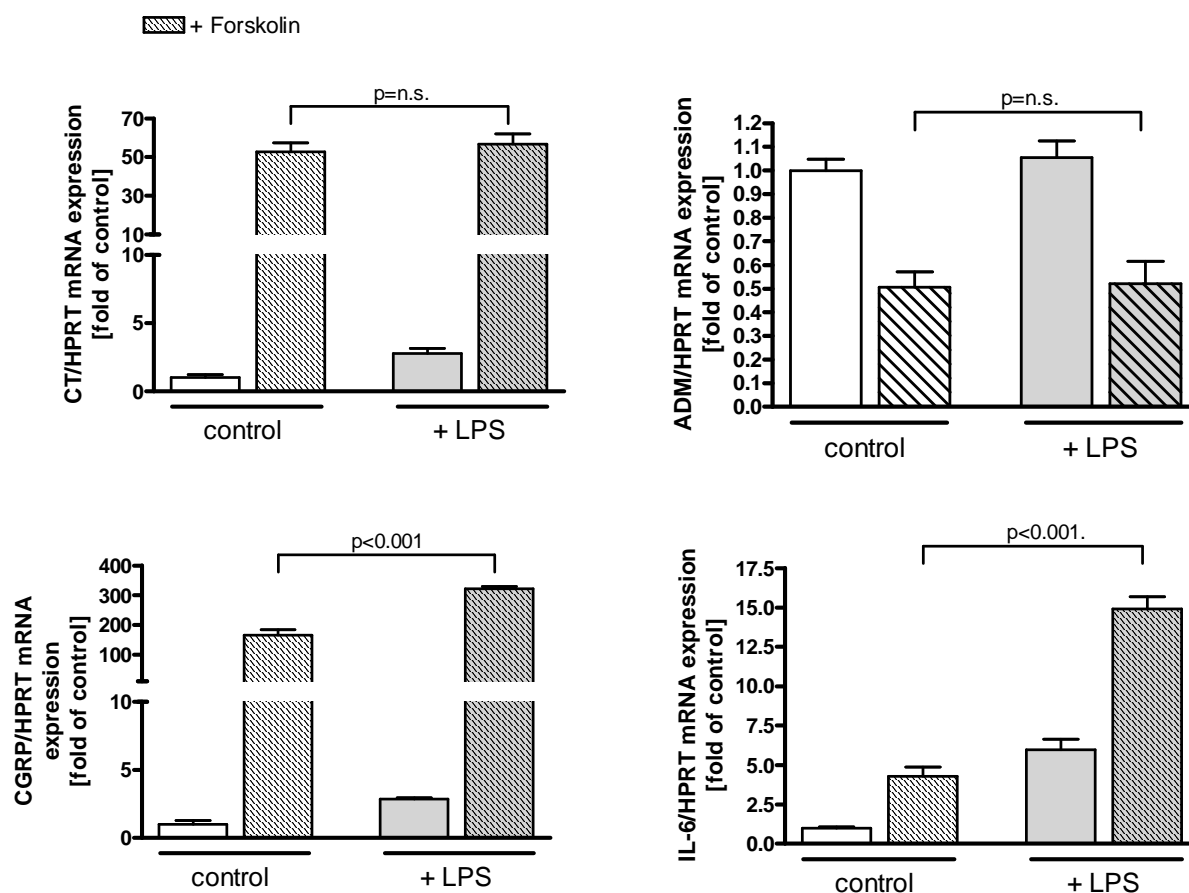 + Forskolin
CT/HPRT mRNA expression
[fold of control]
70
50
30
10
10
5
0
p=n.s.
control
+ LPS
ADM/HPRT mRNA expression
[fold of control]
1.2
1.1
1.0
0.9
0.8
0.7
0.6
0.5
0.4
0.3
0.2
0.1
0.0
p=n.s.
control
+ LPS
CGRP/HPRT mRNA
expression
[fold of control]
400
300
200
100
10
5
0
p<0.001
control
+ LPS
IL-6/HPRT mRNA expression
[fold of control]
17.5
15.0
12.5
10.0
7.5
5.0
2.5
0.0
p<0.001.
control
+ LPS